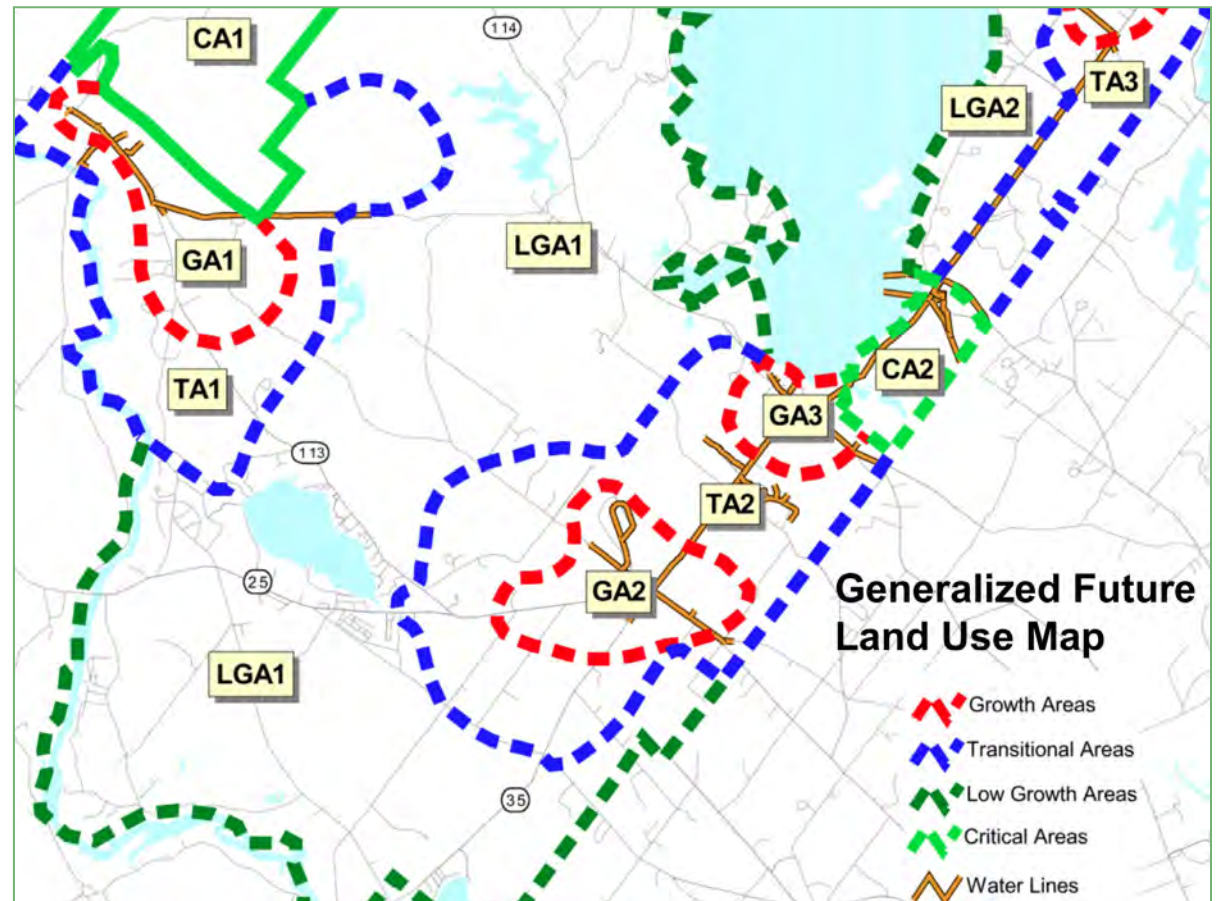 CA1
114
TA3
LGA2
LGA1
GA1
CA2
TA1
GA3
113
TA2
25
GA2
LGA1
35
Generalized Future
Land Use Map
Growth Areas
Transitional Areas
Low Growth Areas
Critical Areas
Water Lines